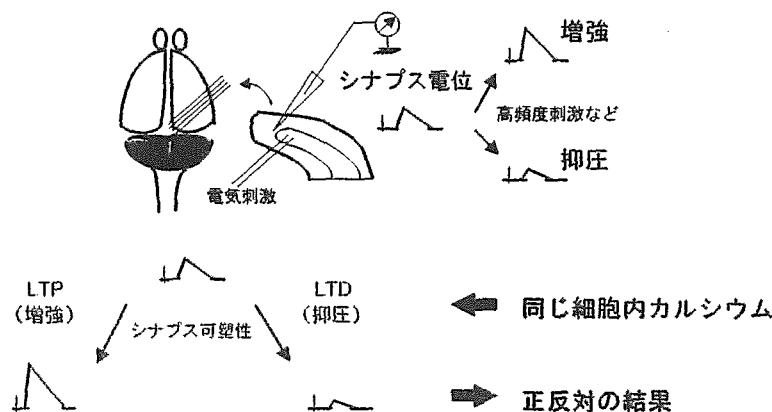 増強
シナプス電位
高頻度刺激など
抑圧
電気刺激
LTP
（増強）
LTD
（抑圧）
シナプス可塑性
同じ細胞内カルシウム
正反対の結果